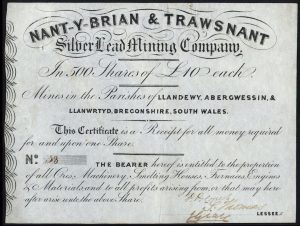 NANT-Y-BRIAN & TRAWSNANT
Silver Lead Mining Company.
In 500 Shares of £10 each.
Mines in the Parishes of LLANDEWY, ABERGWESSIN, &
LLANWRTYD, BRECONSHIRE, SOUTH WALES.
This Certificate is a Receipt for all money required
for and upon one Share.
No.
THE BEARER hereof is entitled to the proportion
of all Ores, Machinery, Smelting Houses, Furnaces, Engines
& Materials, and to all profits arising from, or that may here
after arise unto the above Share.
LESSEES